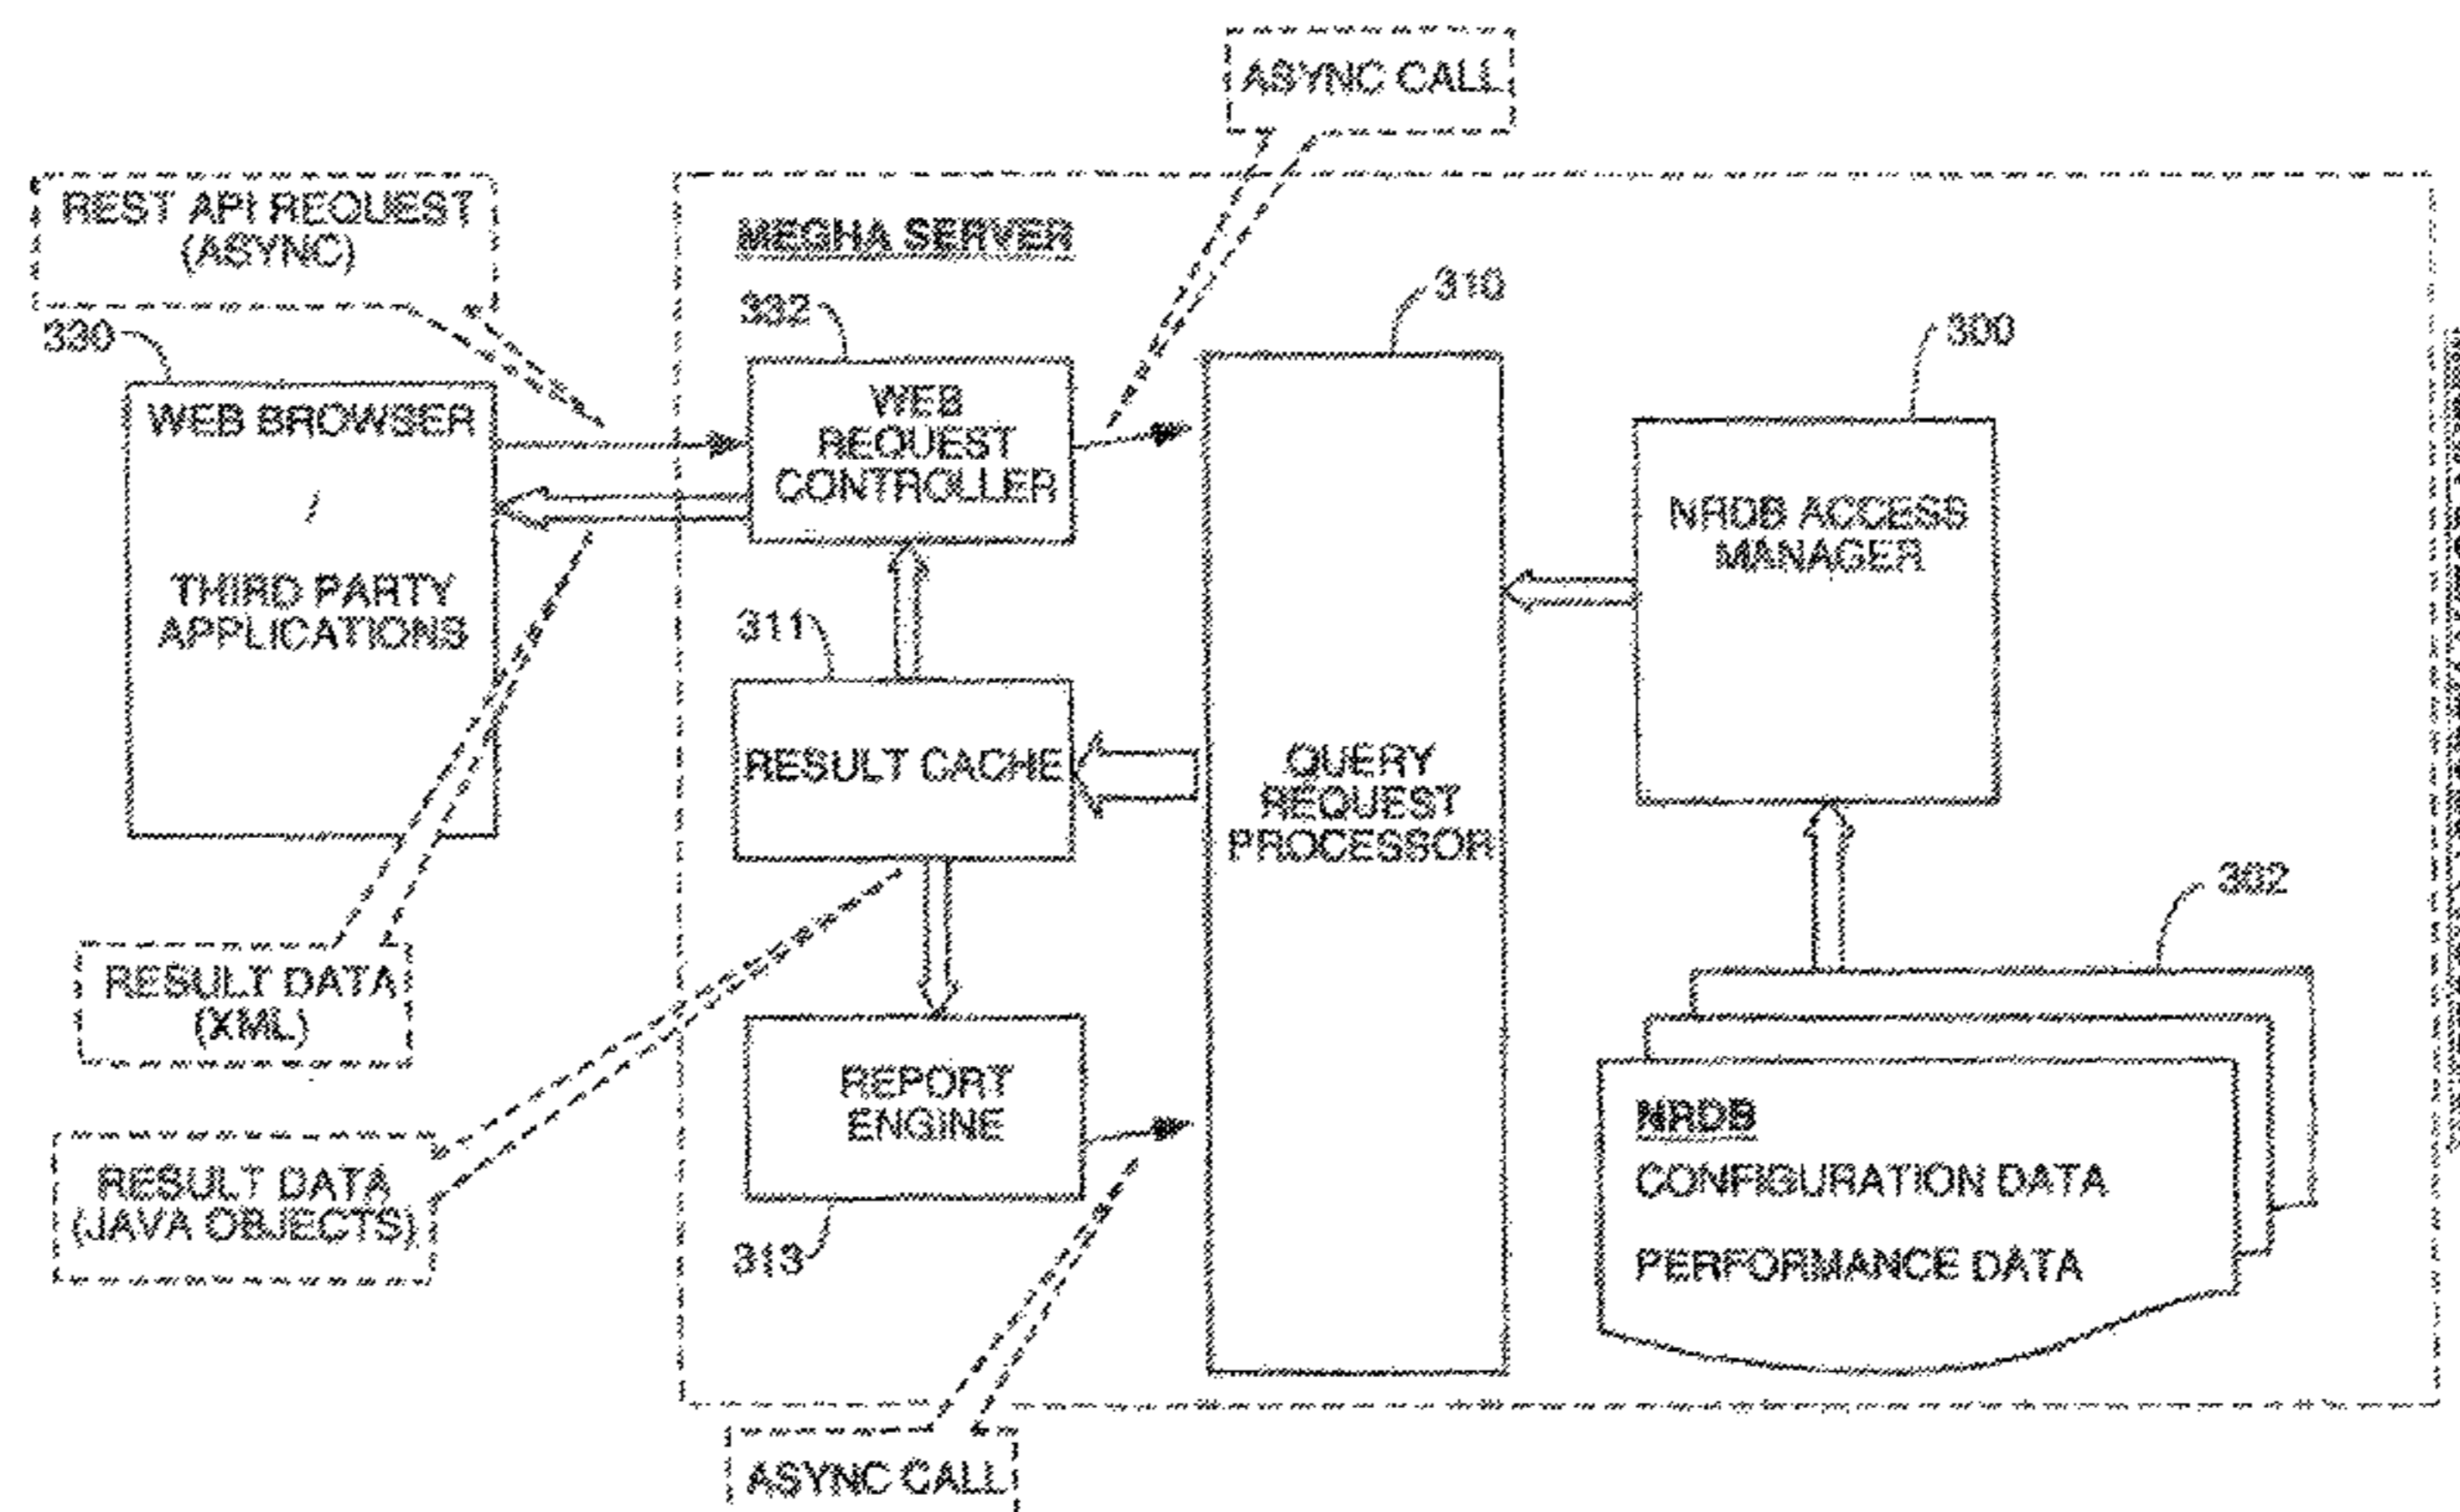 ASYNC CALL
REST API REQUEST
(ASYNC)
MEGHA SERVER
330
332
310
300
WEB BROWSER
/
THIRD PARTY
APPLICATIONS
WEB
REQUEST
CONTROLLER
NRDB ACCESS
MANAGER
311
RESULT CACHE
QUERY
REQUEST
PROCESSOR
302
RESULT DATA
(XML)
REPORT
ENGINE
NRDB
CONFIGURATION DATA
PERFORMANCE DATA
RESULT DATA
(JAVA OBJECTS)
313
ASYNC CALL